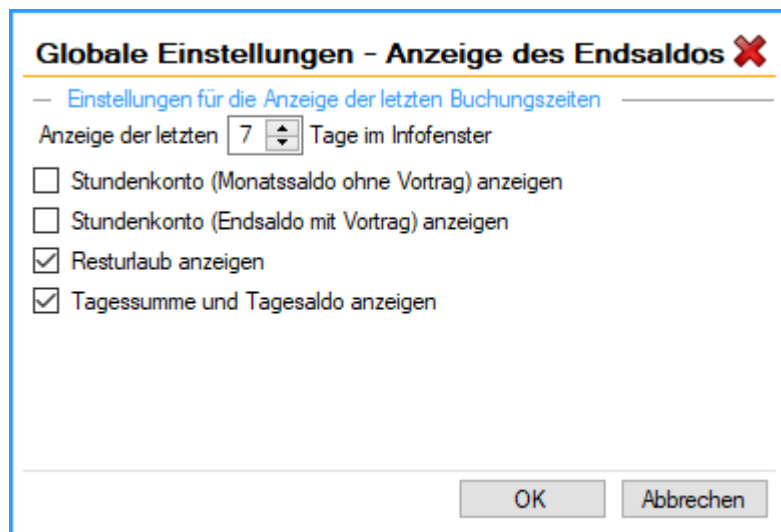 Globale Einstellungen - Anzeige des Endsaldos
Einstellungen für die Anzeige der letzten Buchungszeiten
Anzeige der letzten 7 Tage im Infofenster
Stundenkonto (Monatssaldo ohne Vortrag) anzeigen
Stundenkonto (Endsaldo mit Vortrag) anzeigen
Resturlaub anzeigen
Tagessumme und Tagesaldo anzeigen
OK Abbrechen